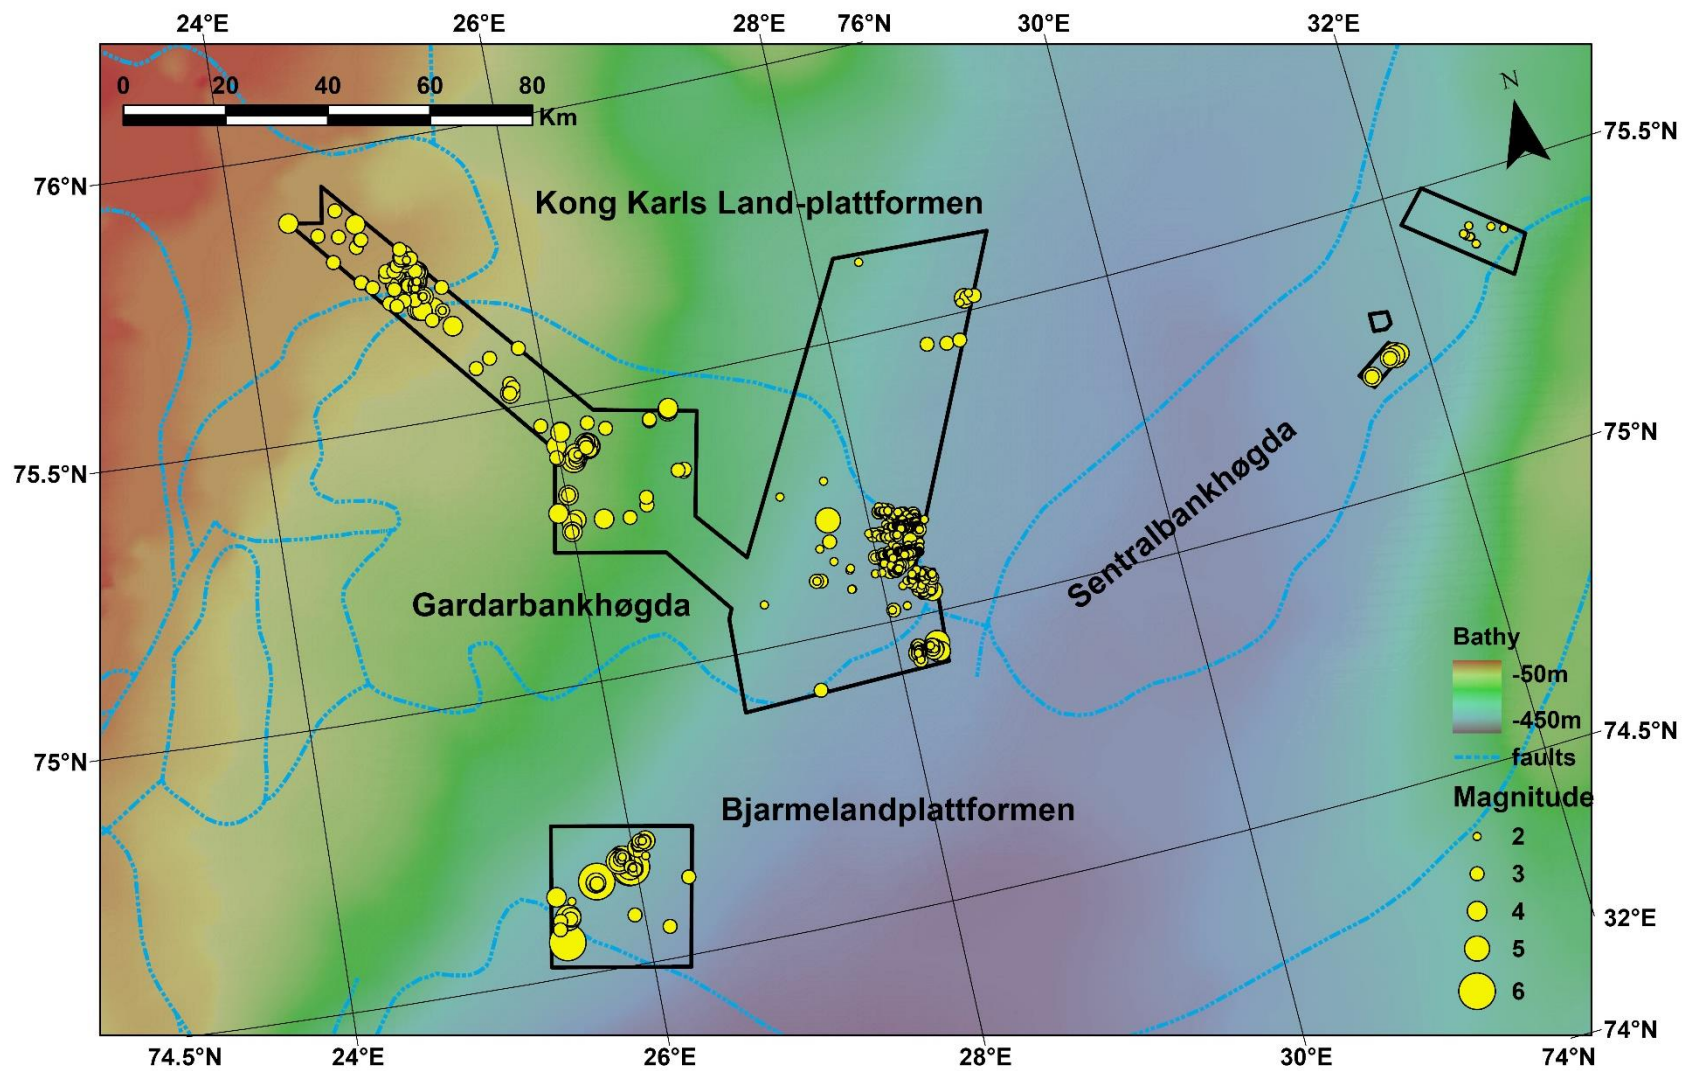 24°E 26°E 28°E 76°N 30°E 32°E
0 20 40 60 80
Km
N
75.5°N
76°N
Kong Karls Land-plattformen
75°N
75.5°N
Sentralbankhøgda
Gardarbankhøgda
Bathy
-50m
-450m
74.5°N
faults
75°N
Magnitude
Bjarmelandplattformen
2
3
4
32°E
5
6
74°N
74.5°N 24°E 26°E 28°E 30°E 74°N